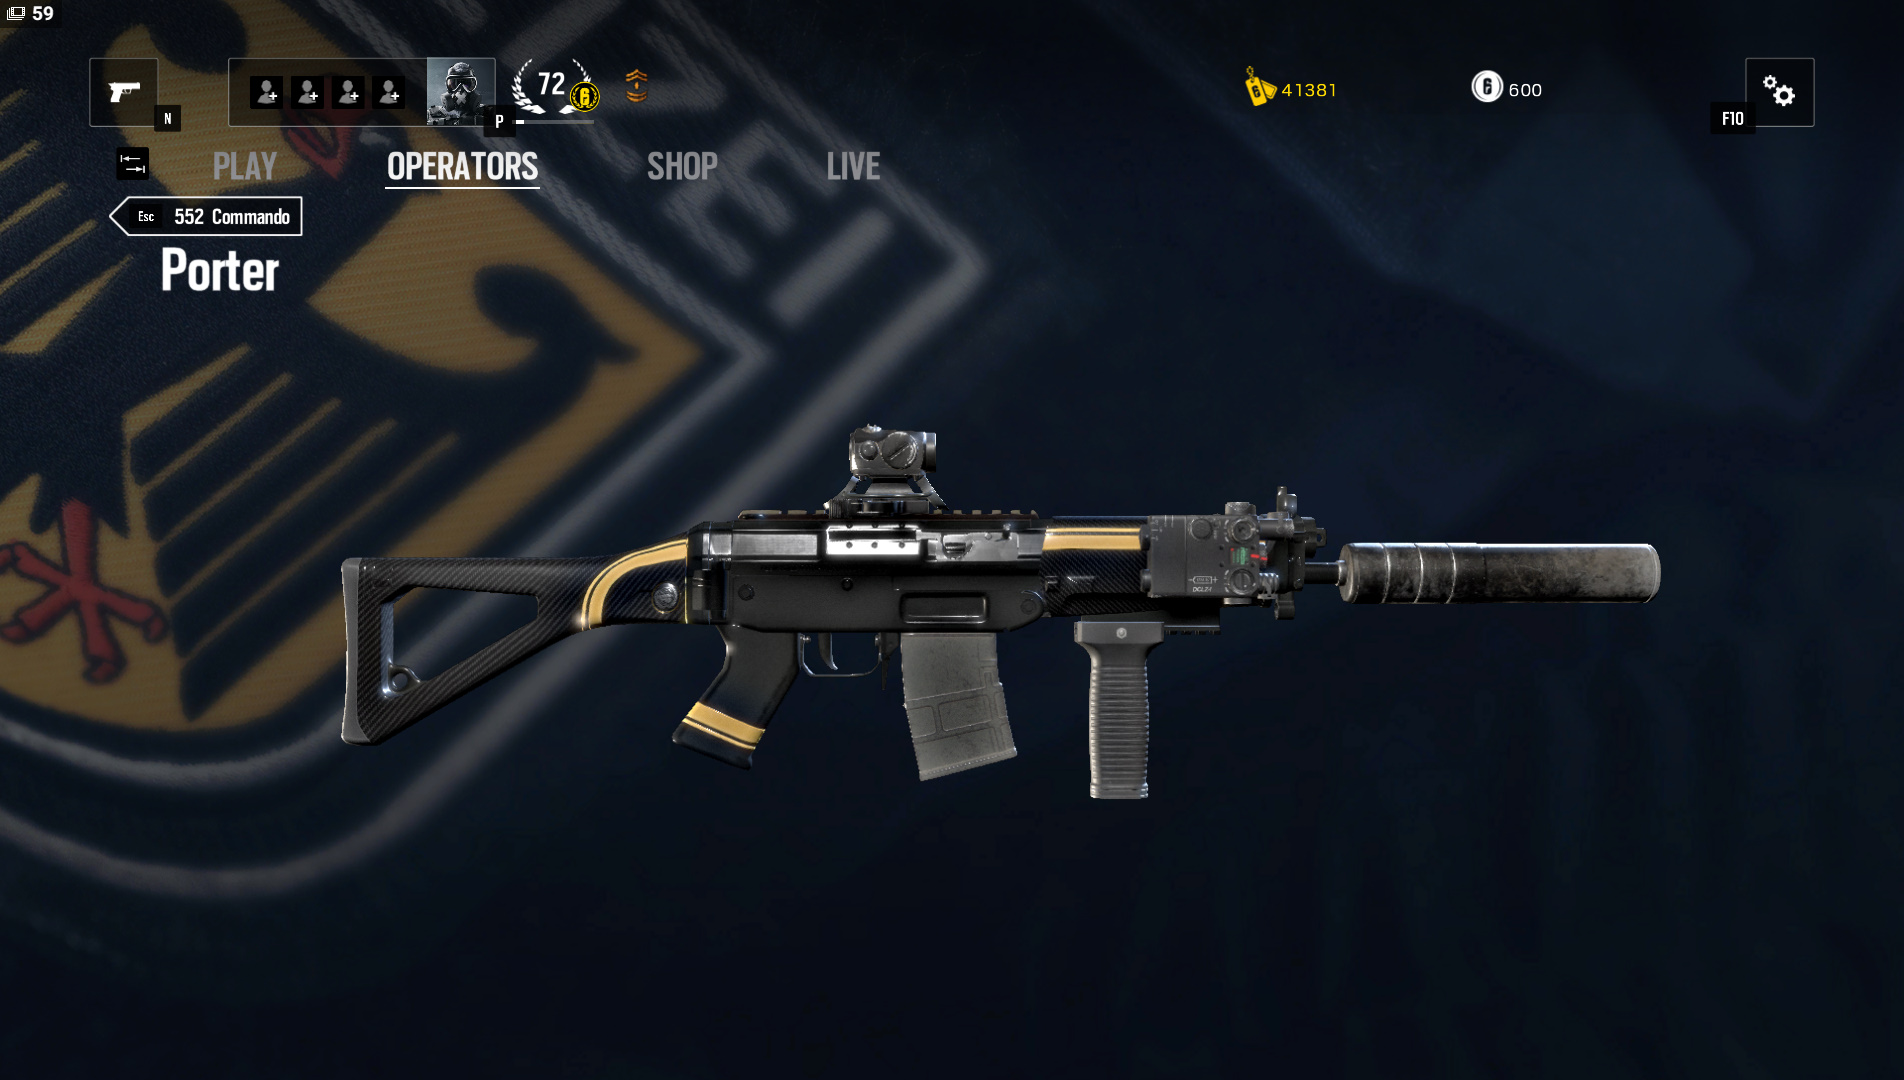 59
72
41381
600
N
P
F10
PLAY
OPERATORS
SHOP
LIVE
Esc
552 Commando
Porter